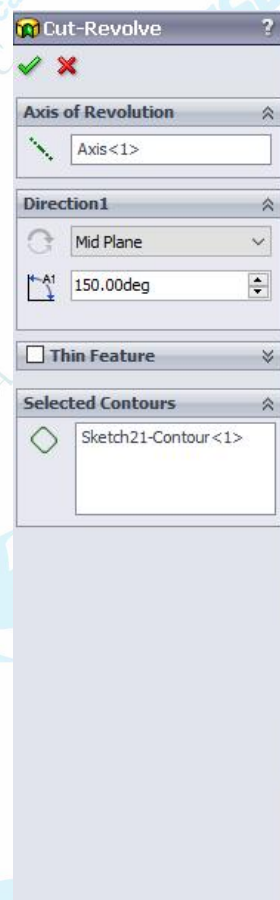 Cut-Revolve ?
Axis of Revolution
Axis<1>
Direction1
Mid Plane
A1
150.00deg
Thin Feature
Selected Contours
Sketch21-Contour<1>